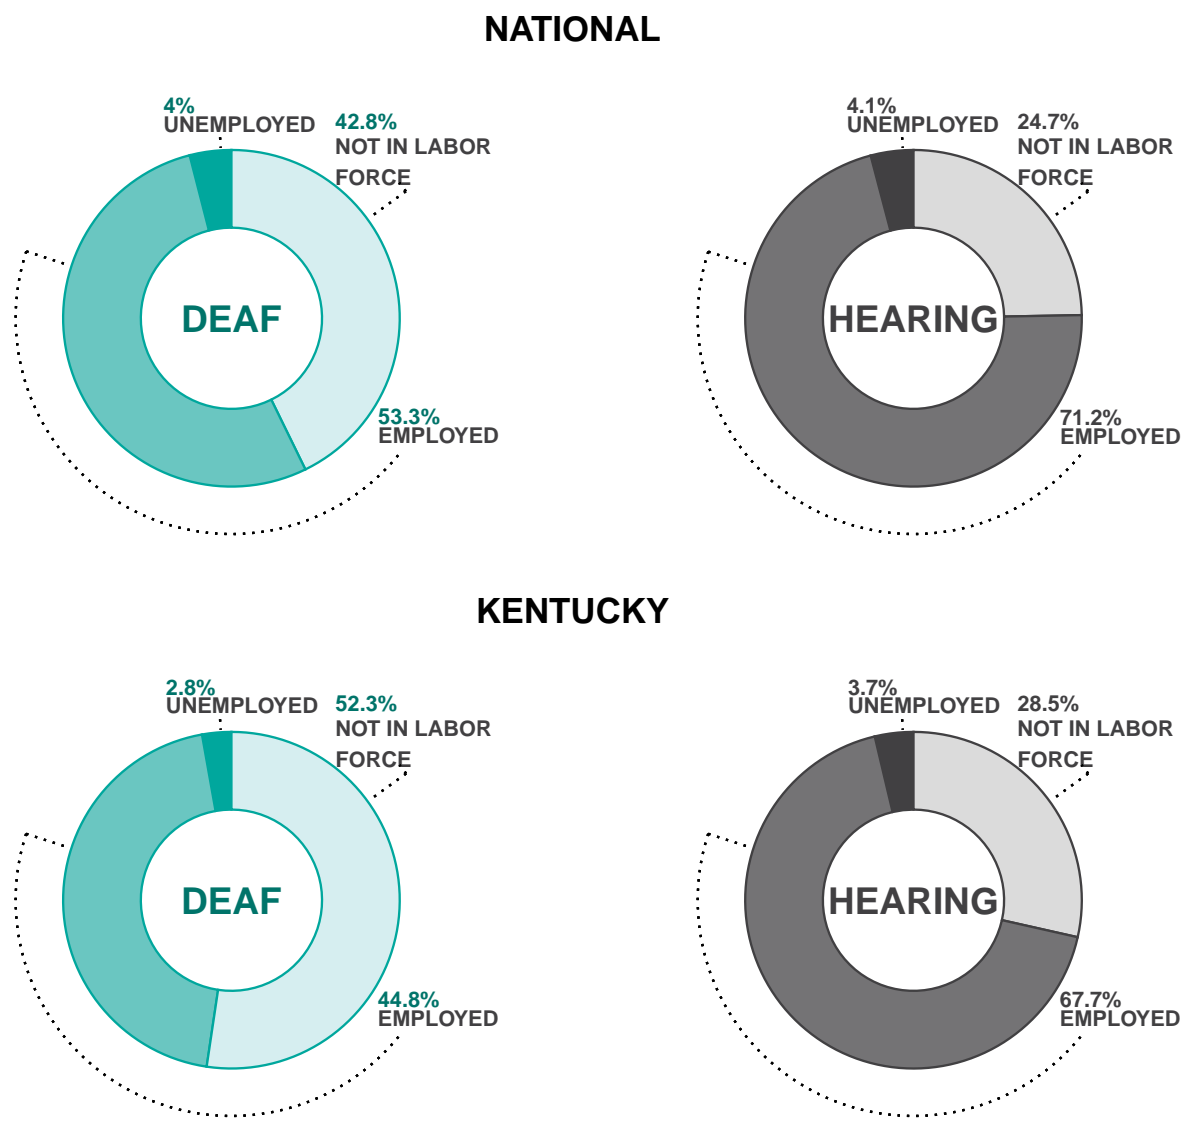 NATIONAL
4%
UNEMPLOYED
42.8%
NOT IN LABOR
FORCE
DEAF
53.3%
EMPLOYED
4.1%
UNEMPLOYED
24.7%
NOT IN LABOR
FORCE
HEARING
71.2%
EMPLOYED
KENTUCKY
2.8%
UNEMPLOYED
52.3%
NOT IN LABOR
FORCE
DEAF
44.8%
EMPLOYED
3.7%
UNEMPLOYED
28.5%
NOT IN LABOR
FORCE
HEARING
67.7%
EMPLOYED